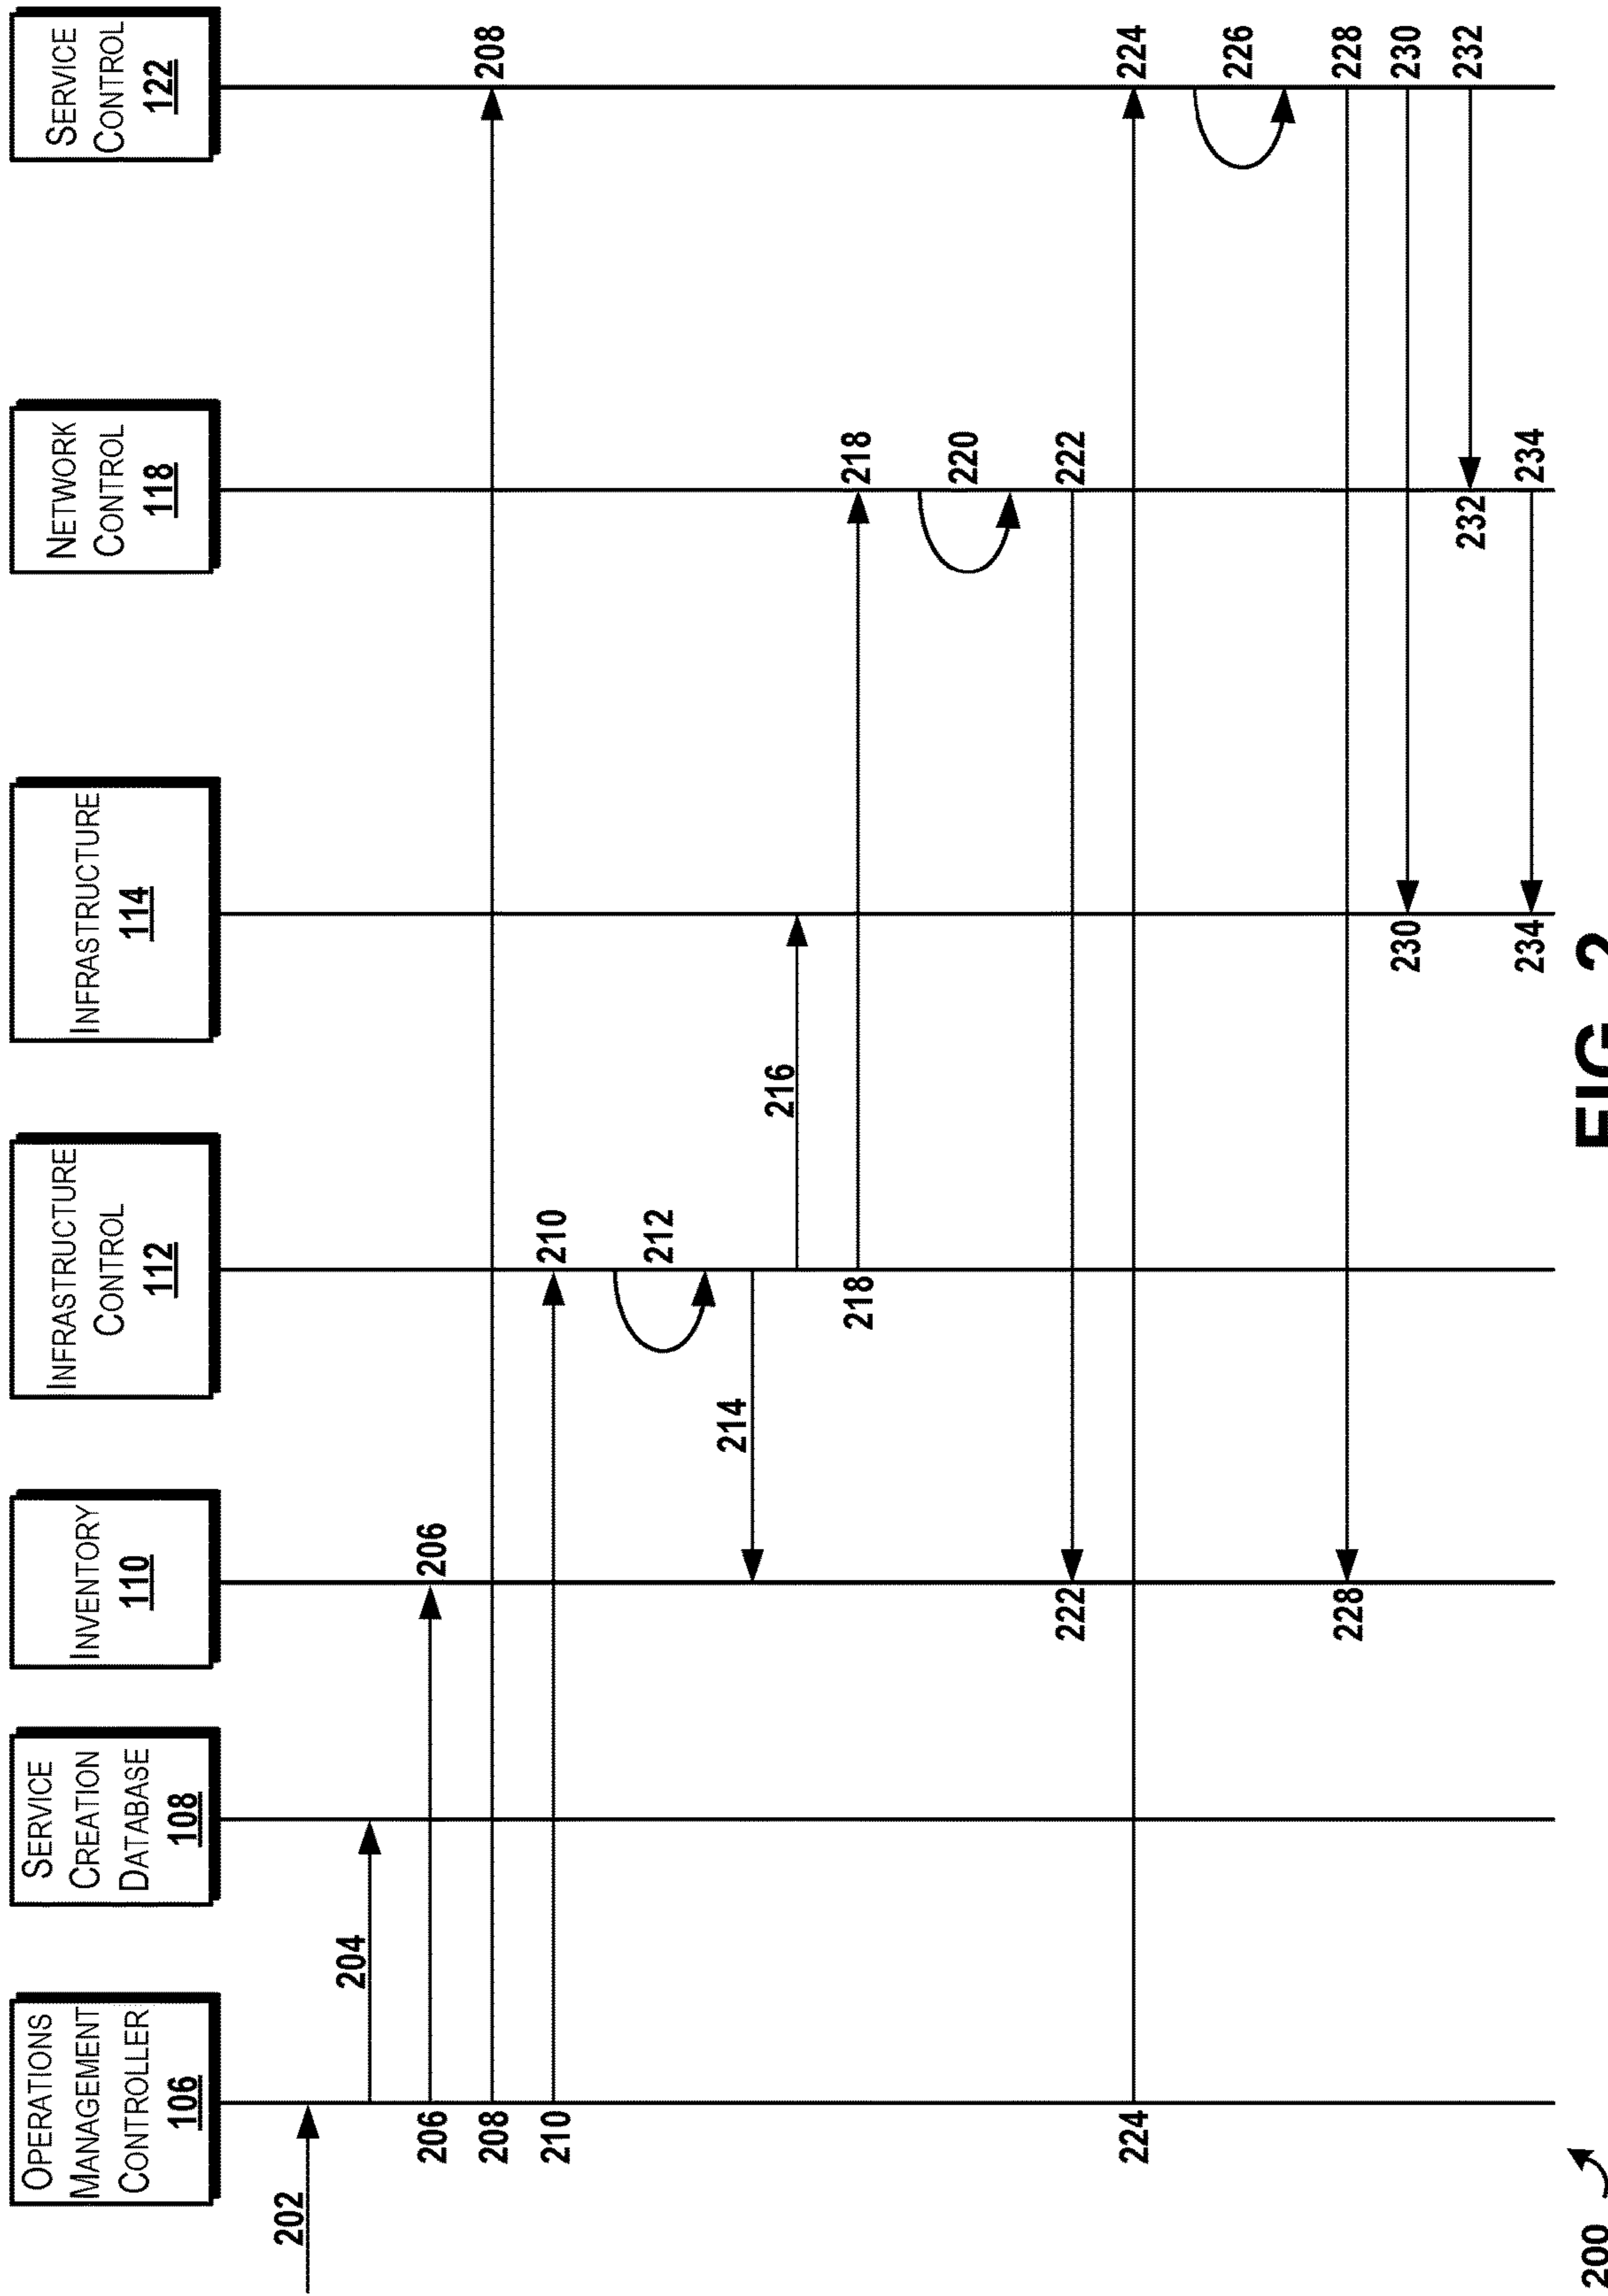 OPERATIONS
MANAGEMENT
CONTROLLER
106
SERVICE
CREATION
DATABASE
108
INVENTORY
110
INFRASTRUCTURE
CONTROL
112
INFRASTRUCTURE
114
NETWORK
CONTROL
118
SERVICE
CONTROL
122
202
204
206
206
208
208
210
210
212
214
216
218
218
220
222
222
224
224
226
228
228
230
230
232
232
234
234
200
FIG. 2